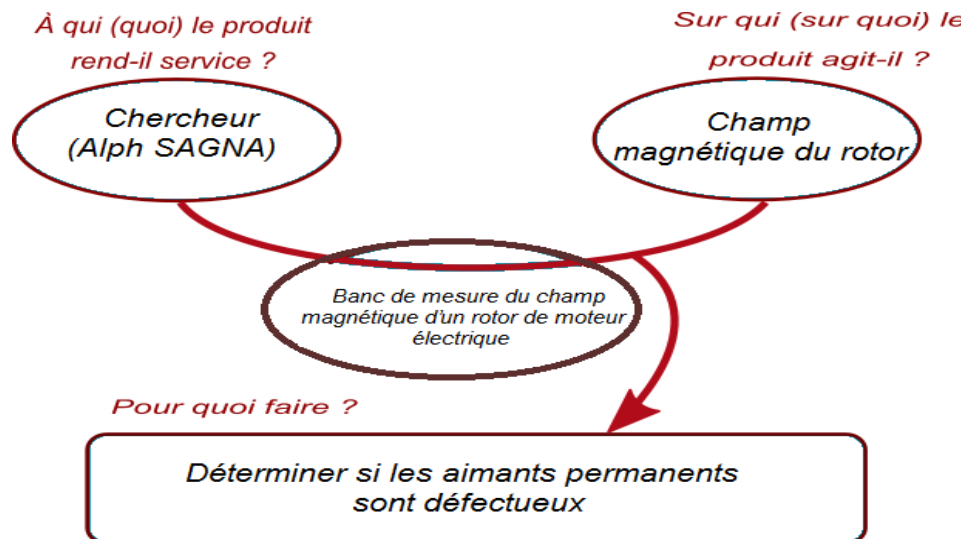 À qui (quoi) le produit
rend-il service ?
Sur qui (sur quoi) le
produit agit-il ?
Chercheur
(Alph SAGNA)
Champ
magnétique du rotor
Banc de mesure du champ
magnétique d'un rotor de moteur
électrique
Pour quoi faire ?
Déterminer si les aimants permanents
sont défectueux